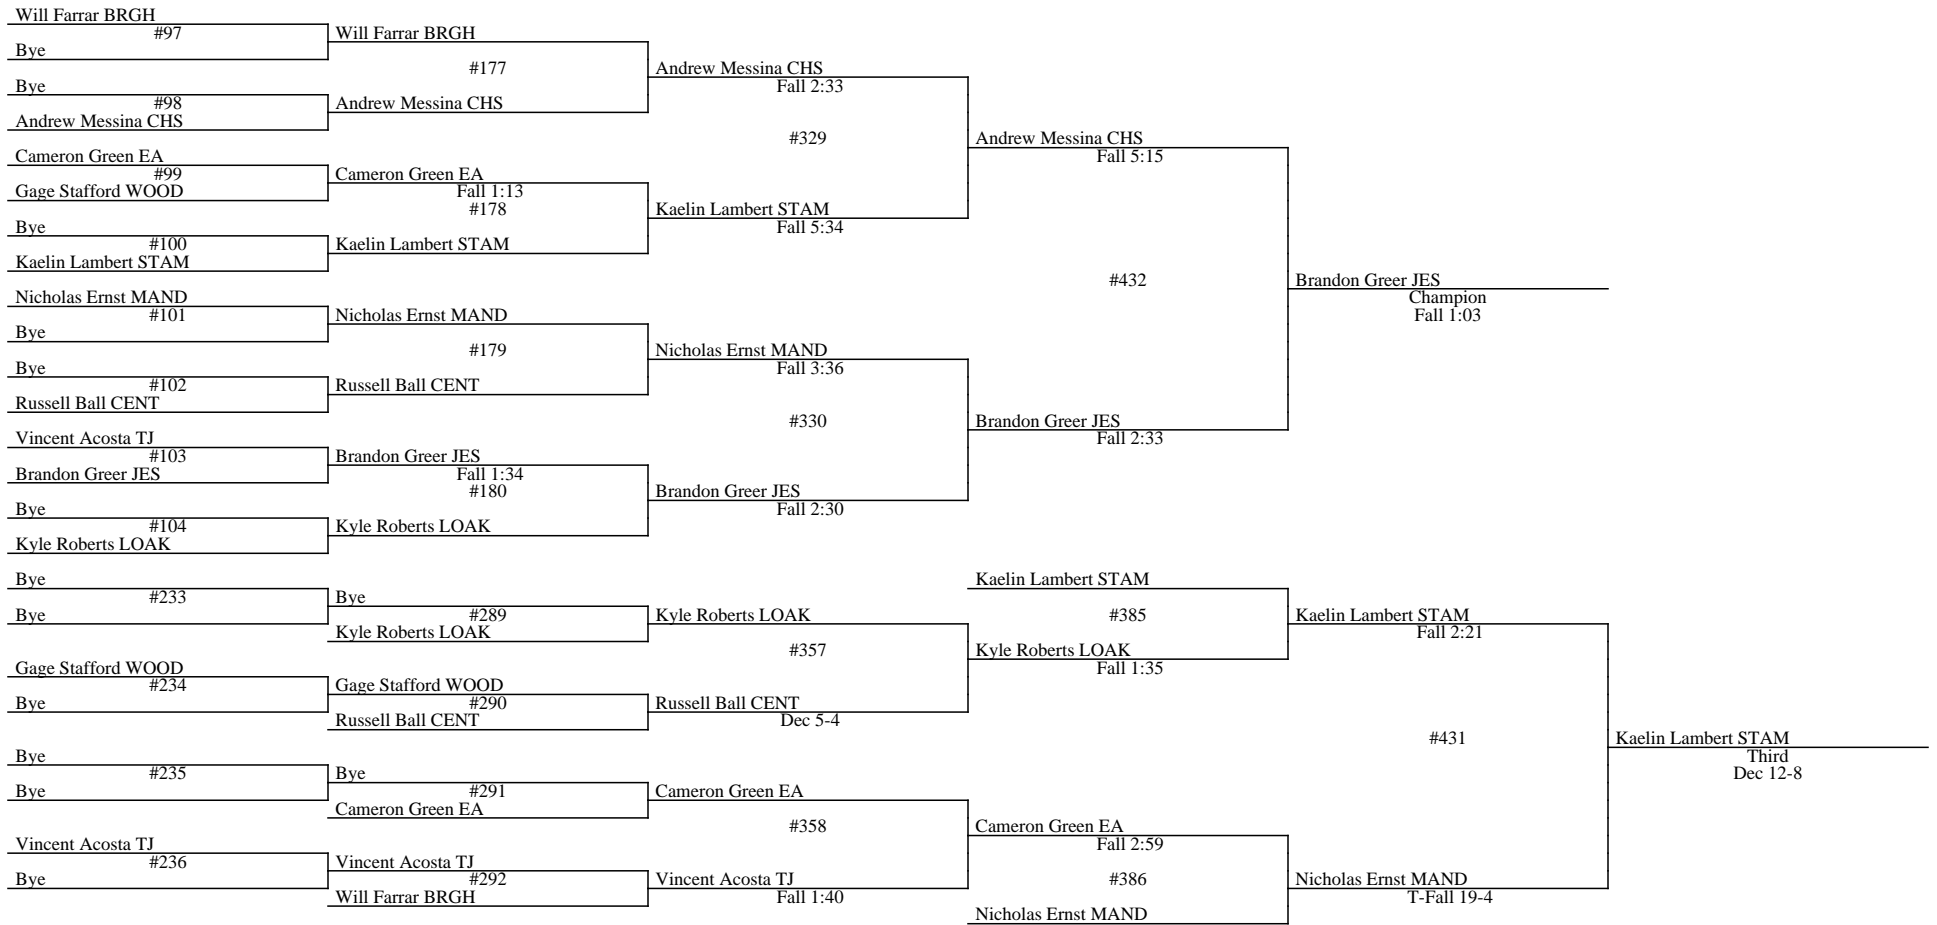 Will Farrar BRGH
#97
Bye
Bye
#98
Andrew Messina CHS
Cameron Green EA
#99
Gage Stafford WOOD
Bye
#100
Kaelin Lambert STAM
Nicholas Ernst MAND
#101
Bye
Bye
#102
Russell Ball CENT
Vincent Acosta TJ
#103
Brandon Greer JES
Bye
#104
Kyle Roberts LOAK
Will Farrar BRGH
#177
Andrew Messina CHS
Cameron Green EA
Fall 1:13
#178
Kaelin Lambert STAM
Nicholas Ernst MAND
#179
Russell Ball CENT
Brandon Greer JES
Fall 1:34
#180
Kyle Roberts LOAK
Andrew Messina CHS
Fall 2:33
#329
Kaelin Lambert STAM
Fall 5:34
Nicholas Ernst MAND
Fall 3:36
#330
Brandon Greer JES
Fall 2:30
Andrew Messina CHS
Fall 5:15
#432
Brandon Greer JES
Fall 2:33
Brandon Greer JES
Champion
Fall 1:03
Bye
#233
Bye
Gage Stafford WOOD
#234
Bye
Bye
#235
Bye
Vincent Acosta TJ
#236
Bye
Bye
#289
Kyle Roberts LOAK
Gage Stafford WOOD
#290
Russell Ball CENT
Bye
#291
Cameron Green EA
Vincent Acosta TJ
#292
Will Farrar BRGH
Kyle Roberts LOAK
#357
Russell Ball CENT
Dec 5-4
Cameron Green EA
#358
Vincent Acosta TJ
Fall 1:40
Kaelin Lambert STAM
#385
Kyle Roberts LOAK
Fall 1:35
Cameron Green EA
Fall 2:59
#386
Nicholas Ernst MAND
Kaelin Lambert STAM
Fall 2:21
#431
Nicholas Ernst MAND
T-Fall 19-4
Kaelin Lambert STAM
Third
Dec 12-8